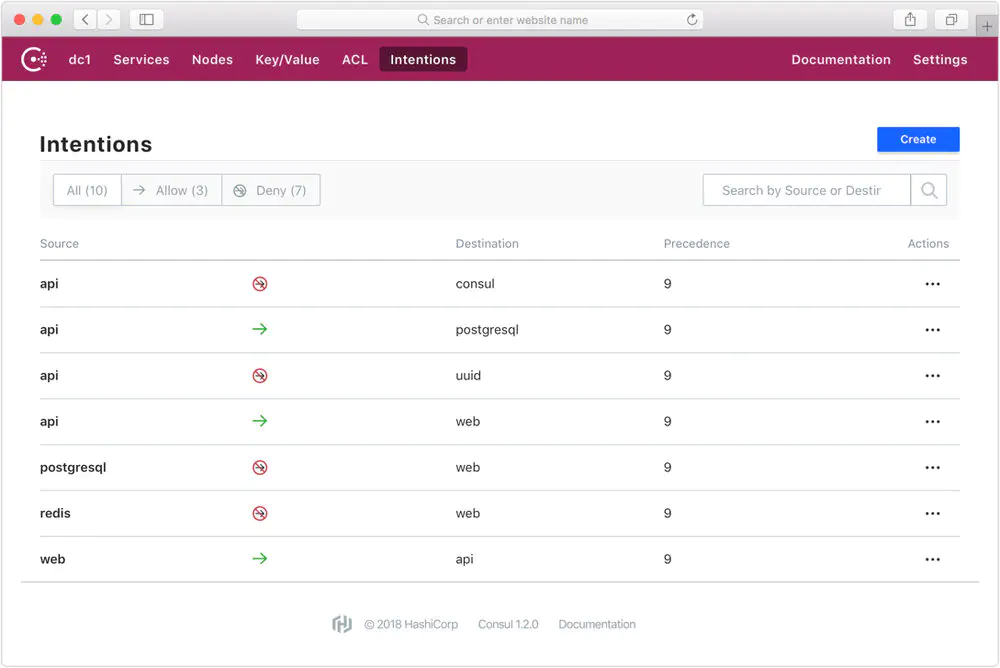 Search or enter website name
dc1 Services Nodes Key/Value ACL Intentions Documentation Settings
Intentions
Create
All (10) Allow (3) Deny (7)
Search by Source or Destir
Source Destination Precedence Actions
api consul 9
api postgresql 9
api uuid 9
api web 9
postgresql web 9
redis web 9
web api 9
© 2018 HashiCorp Consul 1.2.0 Documentation